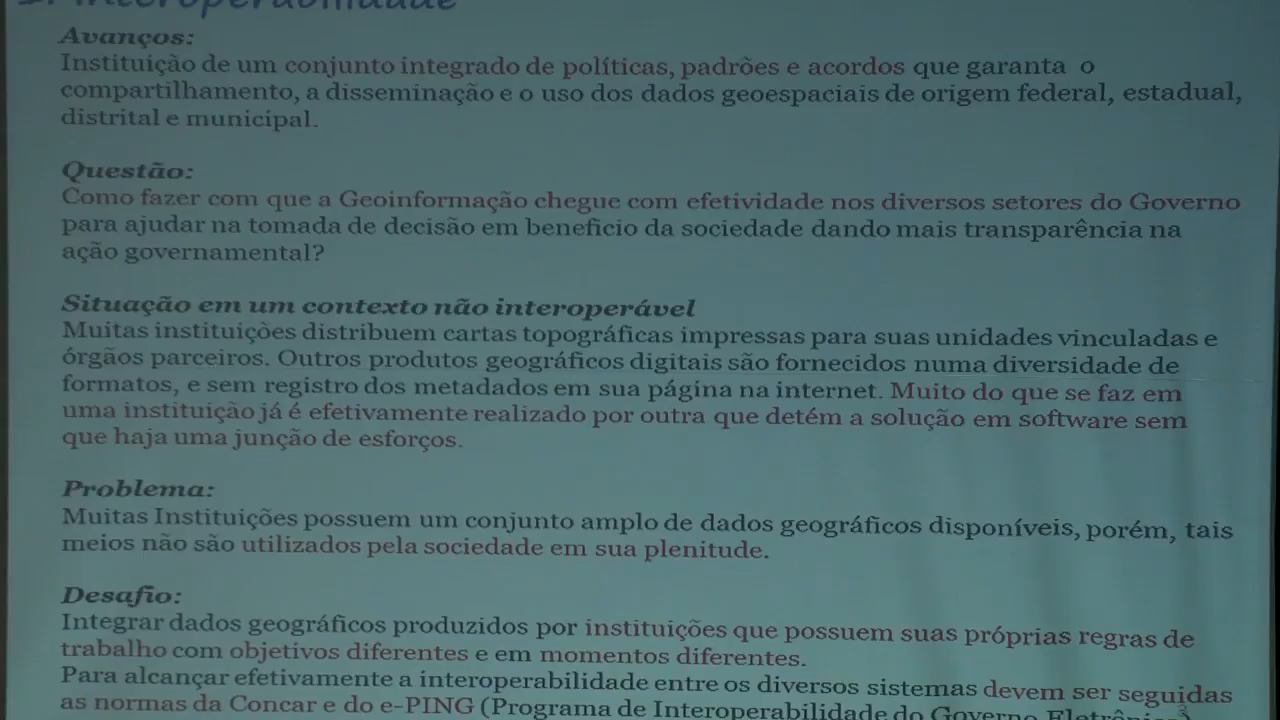 Interoperabilidade
Avanços:
Instituição de um conjunto integrado de políticas, padrões e acordos que garanta o
compartilhamento, a disseminação e o uso dos dados geoespaciais de origem federal, estadual,
distrital e municipal.
Questão:
Como fazer com que a Geoinformação chegue com efetividade nos diversos setores do Governo
para ajudar na tomada de decisão em beneficio da sociedade dando mais transparência na
ação governamental?
Situação em um contexto não interoperável
Muitas instituições distribuem cartas topográficas impressas para suas unidades vinculadas e
órgãos parceiros. Outros produtos geográficos digitais são fornecidos numa diversidade de
formatos, e sem registro dos metadados em sua página na internet. Muito do que se faz em
uma instituição já é efetivamente realizado por outra que detém a solução em software sem
que haja uma junção de esforços.
Problema:
Muitas Instituições possuem um conjunto amplo de dados geográficos disponíveis, porém, tais
meios não são utilizados pela sociedade em sua plenitude.
Desafio:
Integrar dados geográficos produzidos por instituições que possuem suas próprias regras de
trabalho com objetivos diferentes e em momentos diferentes.
Para alcançar efetivamente a interoperabilidade entre os diversos sistemas devem ser seguidas
as normas da Concar e do e-PING (Programa de Interoperabilidade do Governo